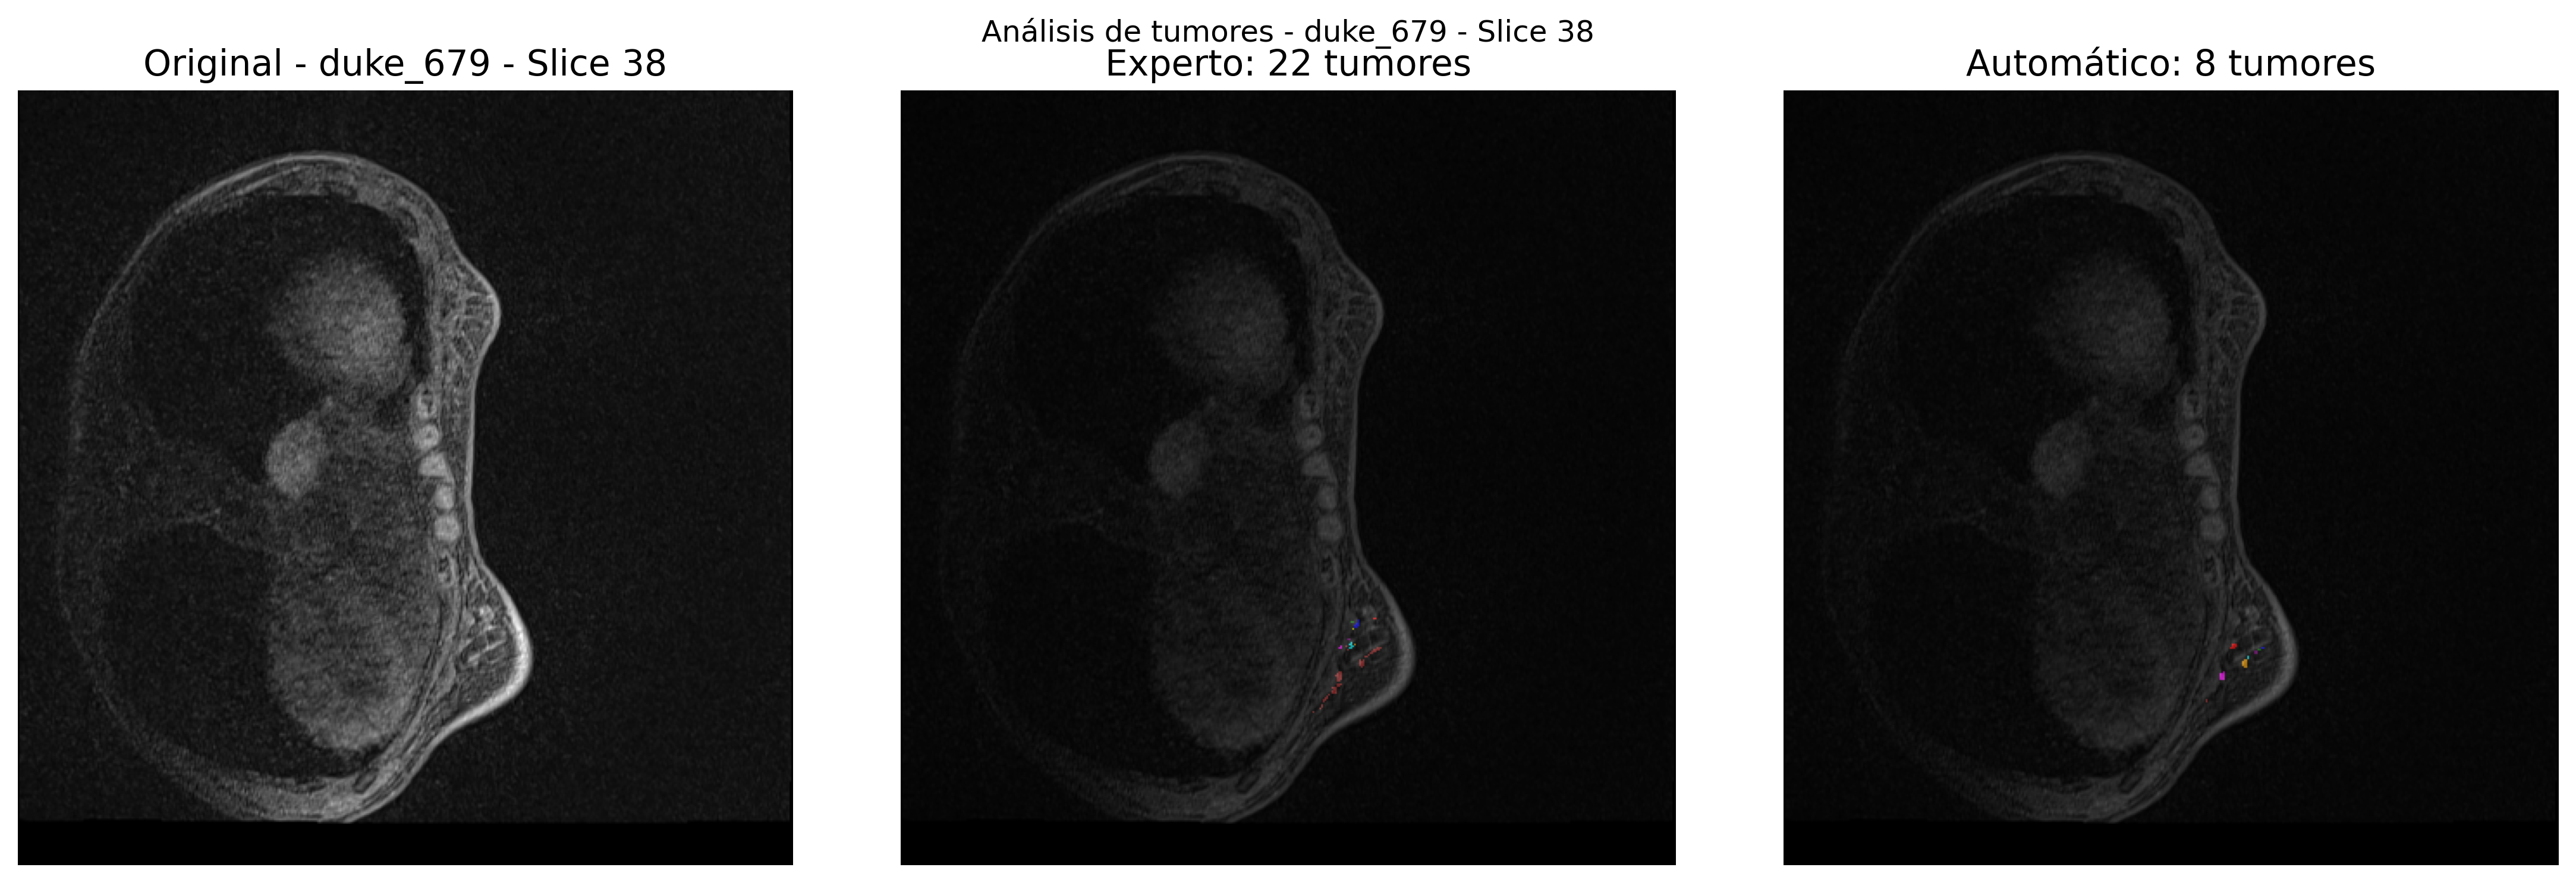 Análisis de tumores - duke_679 - Slice 38
Original - duke_679 - Slice 38
Experto: 22 tumores
Automático: 8 tumores